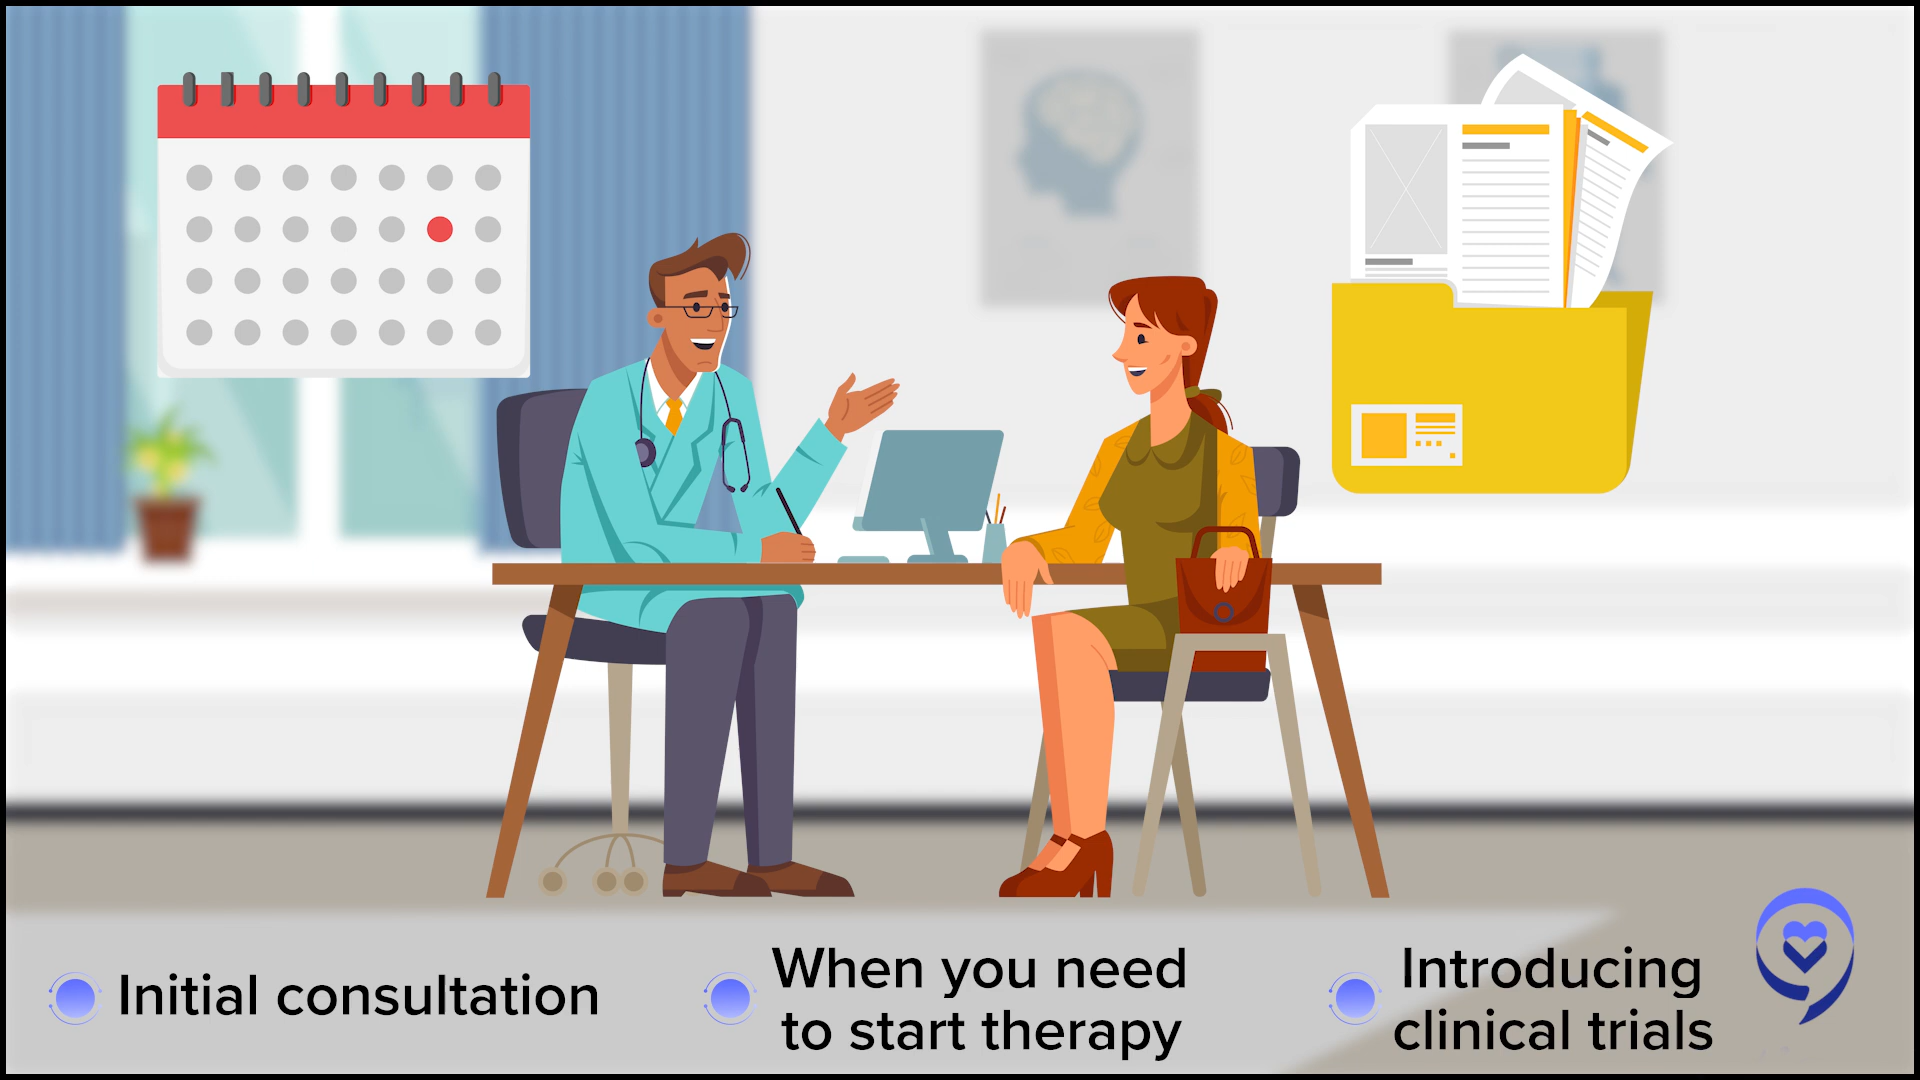 Initial consultation
When you need
to start therapy
Introducing
clinical trials